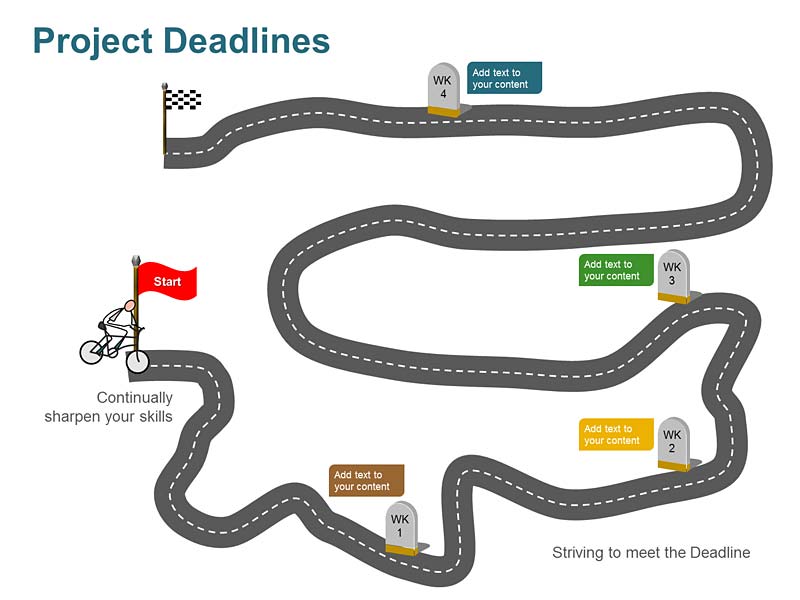 Project Deadlines
WK
4
Add text to
your content
Add text to
your content
WK
3
Start
Continually
sharpen your skills
Add text to
your content
WK
2
Add text to
your content
WK
1
Striving to meet the Deadline